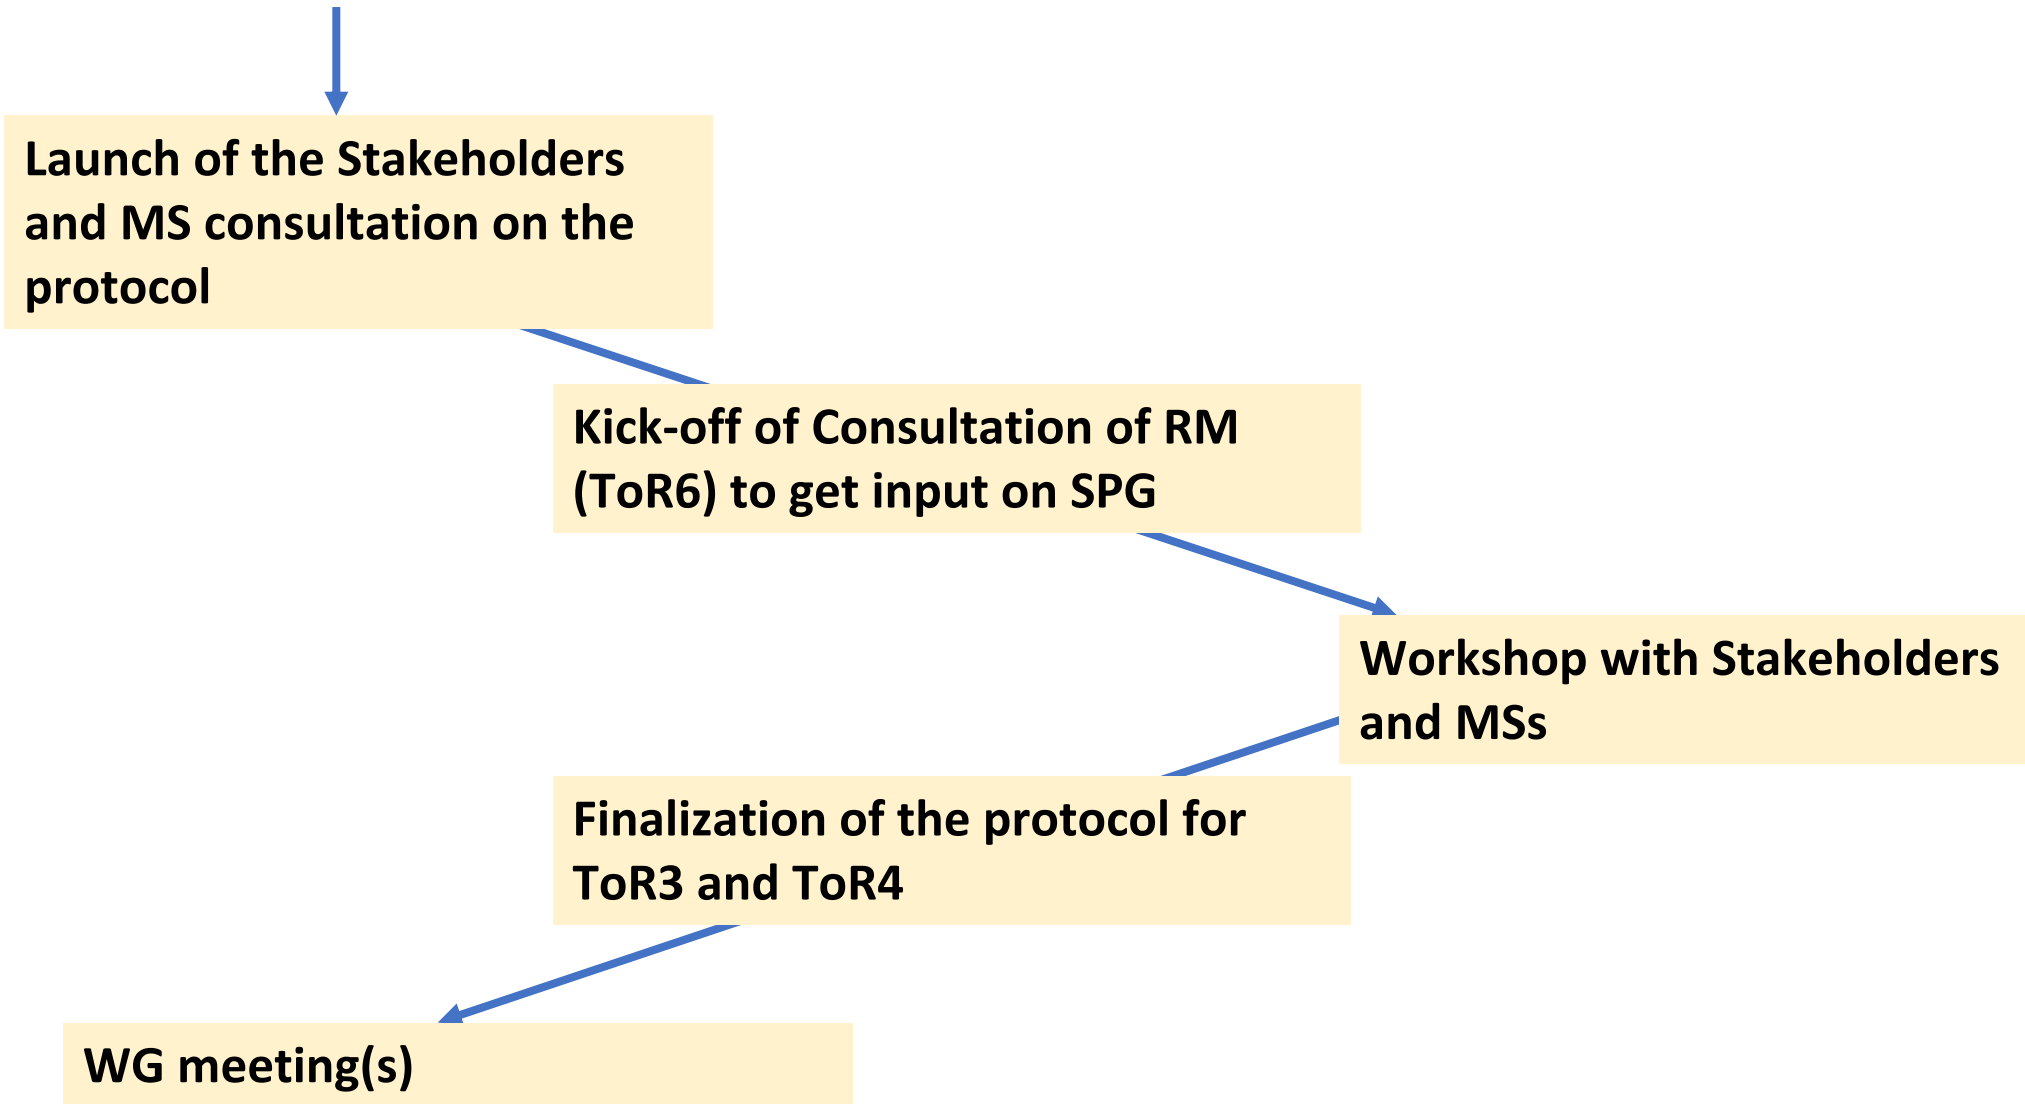 Launch of the Stakeholders
and MS consultation on the
protocol
Kick-off of Consultation of RM
(ToR6) to get input on SPG
Workshop with Stakeholders
and MSs
Finalization of the protocol for
ToR3 and ToR4
WG meeting(s)